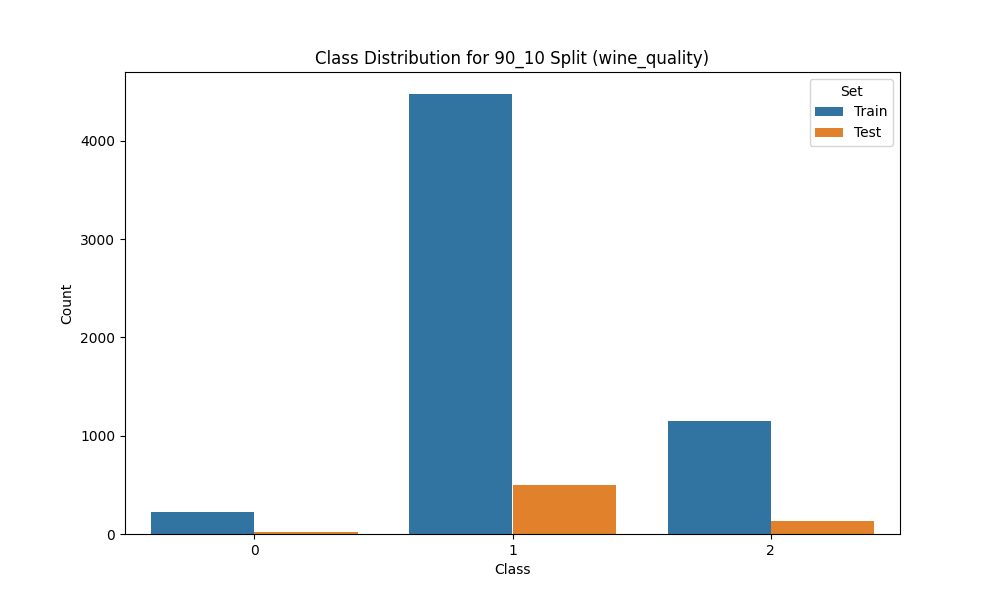 Class Distribution for 90_10 Split (wine_quality)
Set
Train
Test
4000
3000
2000
1000
0
Count
0 1 2
Class